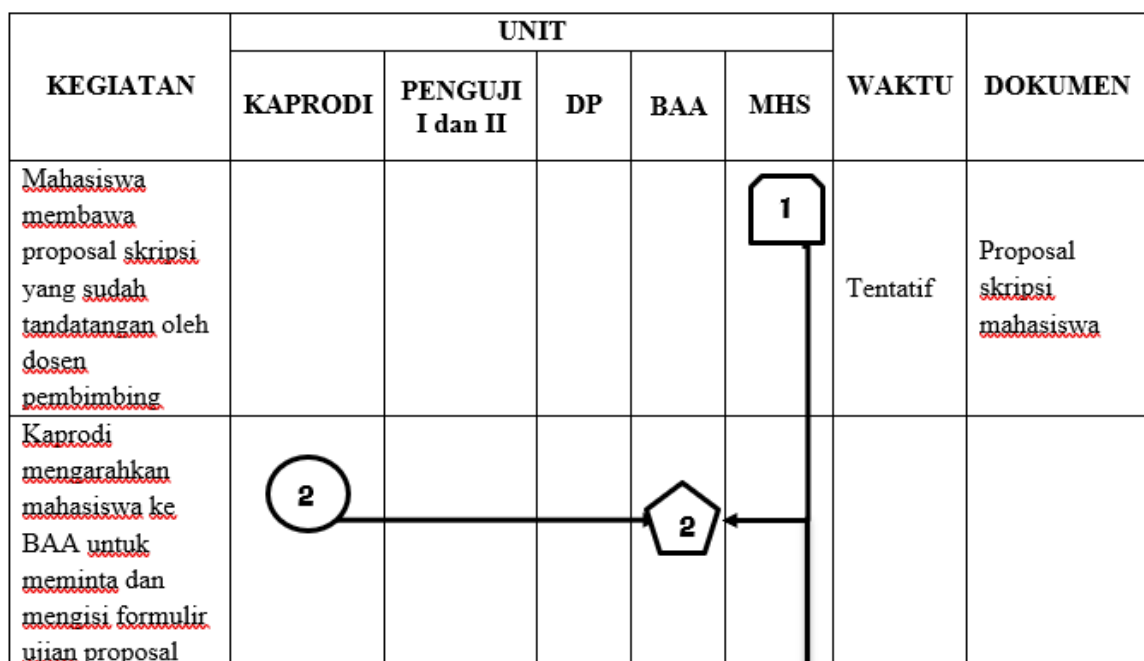 UNIT
KEGIATAN
KAPRODI
PENGUJI
I dan II
DP
BAA
MHS
WAKTU
DOKUMEN
Mahasiswa
membawa
proposal skripsi
yang sudah
tandatangan oleh
dosen
pembimbing
1
Tentatif
Proposal
skripsi
mahasiswa
Kaprodi
mengarahkan
mahasiswa ke
BAA untuk
meminta dan
mengisi formulir
ujian proposal
2
2